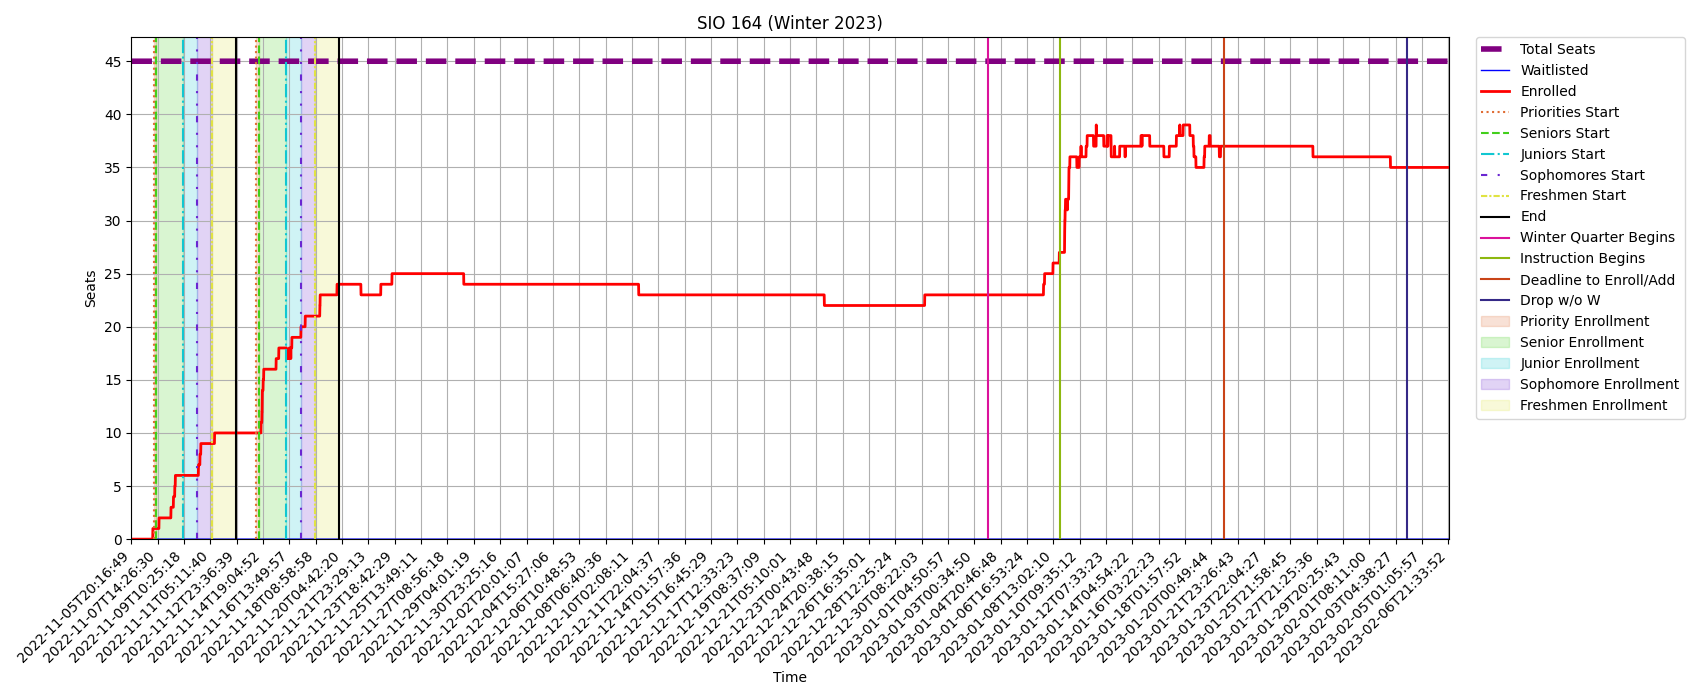 SIO 164 (Winter 2023)
Total Seats
Waitlisted
Enrolled
Priorities Start
Seniors Start
Juniors Start
Sophomores Start
Freshmen Start
End
Winter Quarter Begins
Instruction Begins
Deadline to Enroll/Add
Drop w/o W
Priority Enrollment
Senior Enrollment
Junior Enrollment
Sophomore Enrollment
Freshmen Enrollment
Seats
45
40
35
30
25
20
15
10
5
0
2022-11-05T20:16:49
2022-11-07T14:26:30
2022-11-09T10:25:18
2022-11-11T05:11:40
2022-11-12T23:36:39
2022-11-14T19:04:52
2022-11-16T13:49:57
2022-11-18T08:58:58
2022-11-20T04:42:20
2022-11-21T23:29:13
2022-11-23T18:42:29
2022-11-25T13:49:11
2022-11-27T08:56:18
2022-11-29T04:01:19
2022-11-30T23:25:16
2022-12-02T20:01:07
2022-12-04T15:27:06
2022-12-06T10:48:53
2022-12-08T06:40:36
2022-12-10T02:08:11
2022-12-11T22:04:37
2022-12-14T01:57:36
2022-12-15T16:45:29
2022-12-17T12:33:23
2022-12-19T08:37:09
2022-12-21T05:10:01
2022-12-23T00:43:48
2022-12-24T20:38:15
2022-12-26T16:35:01
2022-12-28T12:25:24
2022-12-30T08:22:03
2023-01-01T04:50:57
2023-01-03T00:34:50
2023-01-04T20:46:48
2023-01-06T16:53:24
2023-01-08T13:02:10
2023-01-10T09:35:12
2023-01-12T07:33:23
2023-01-14T04:54:22
2023-01-16T03:22:23
2023-01-18T01:57:52
2023-01-20T00:49:44
2023-01-21T23:26:43
2023-01-23T22:04:27
2023-01-25T21:58:45
2023-01-27T21:25:36
2023-01-29T20:25:43
2023-02-01T08:11:00
2023-02-03T04:38:27
2023-02-05T01:05:57
2023-02-06T21:33:52
Time